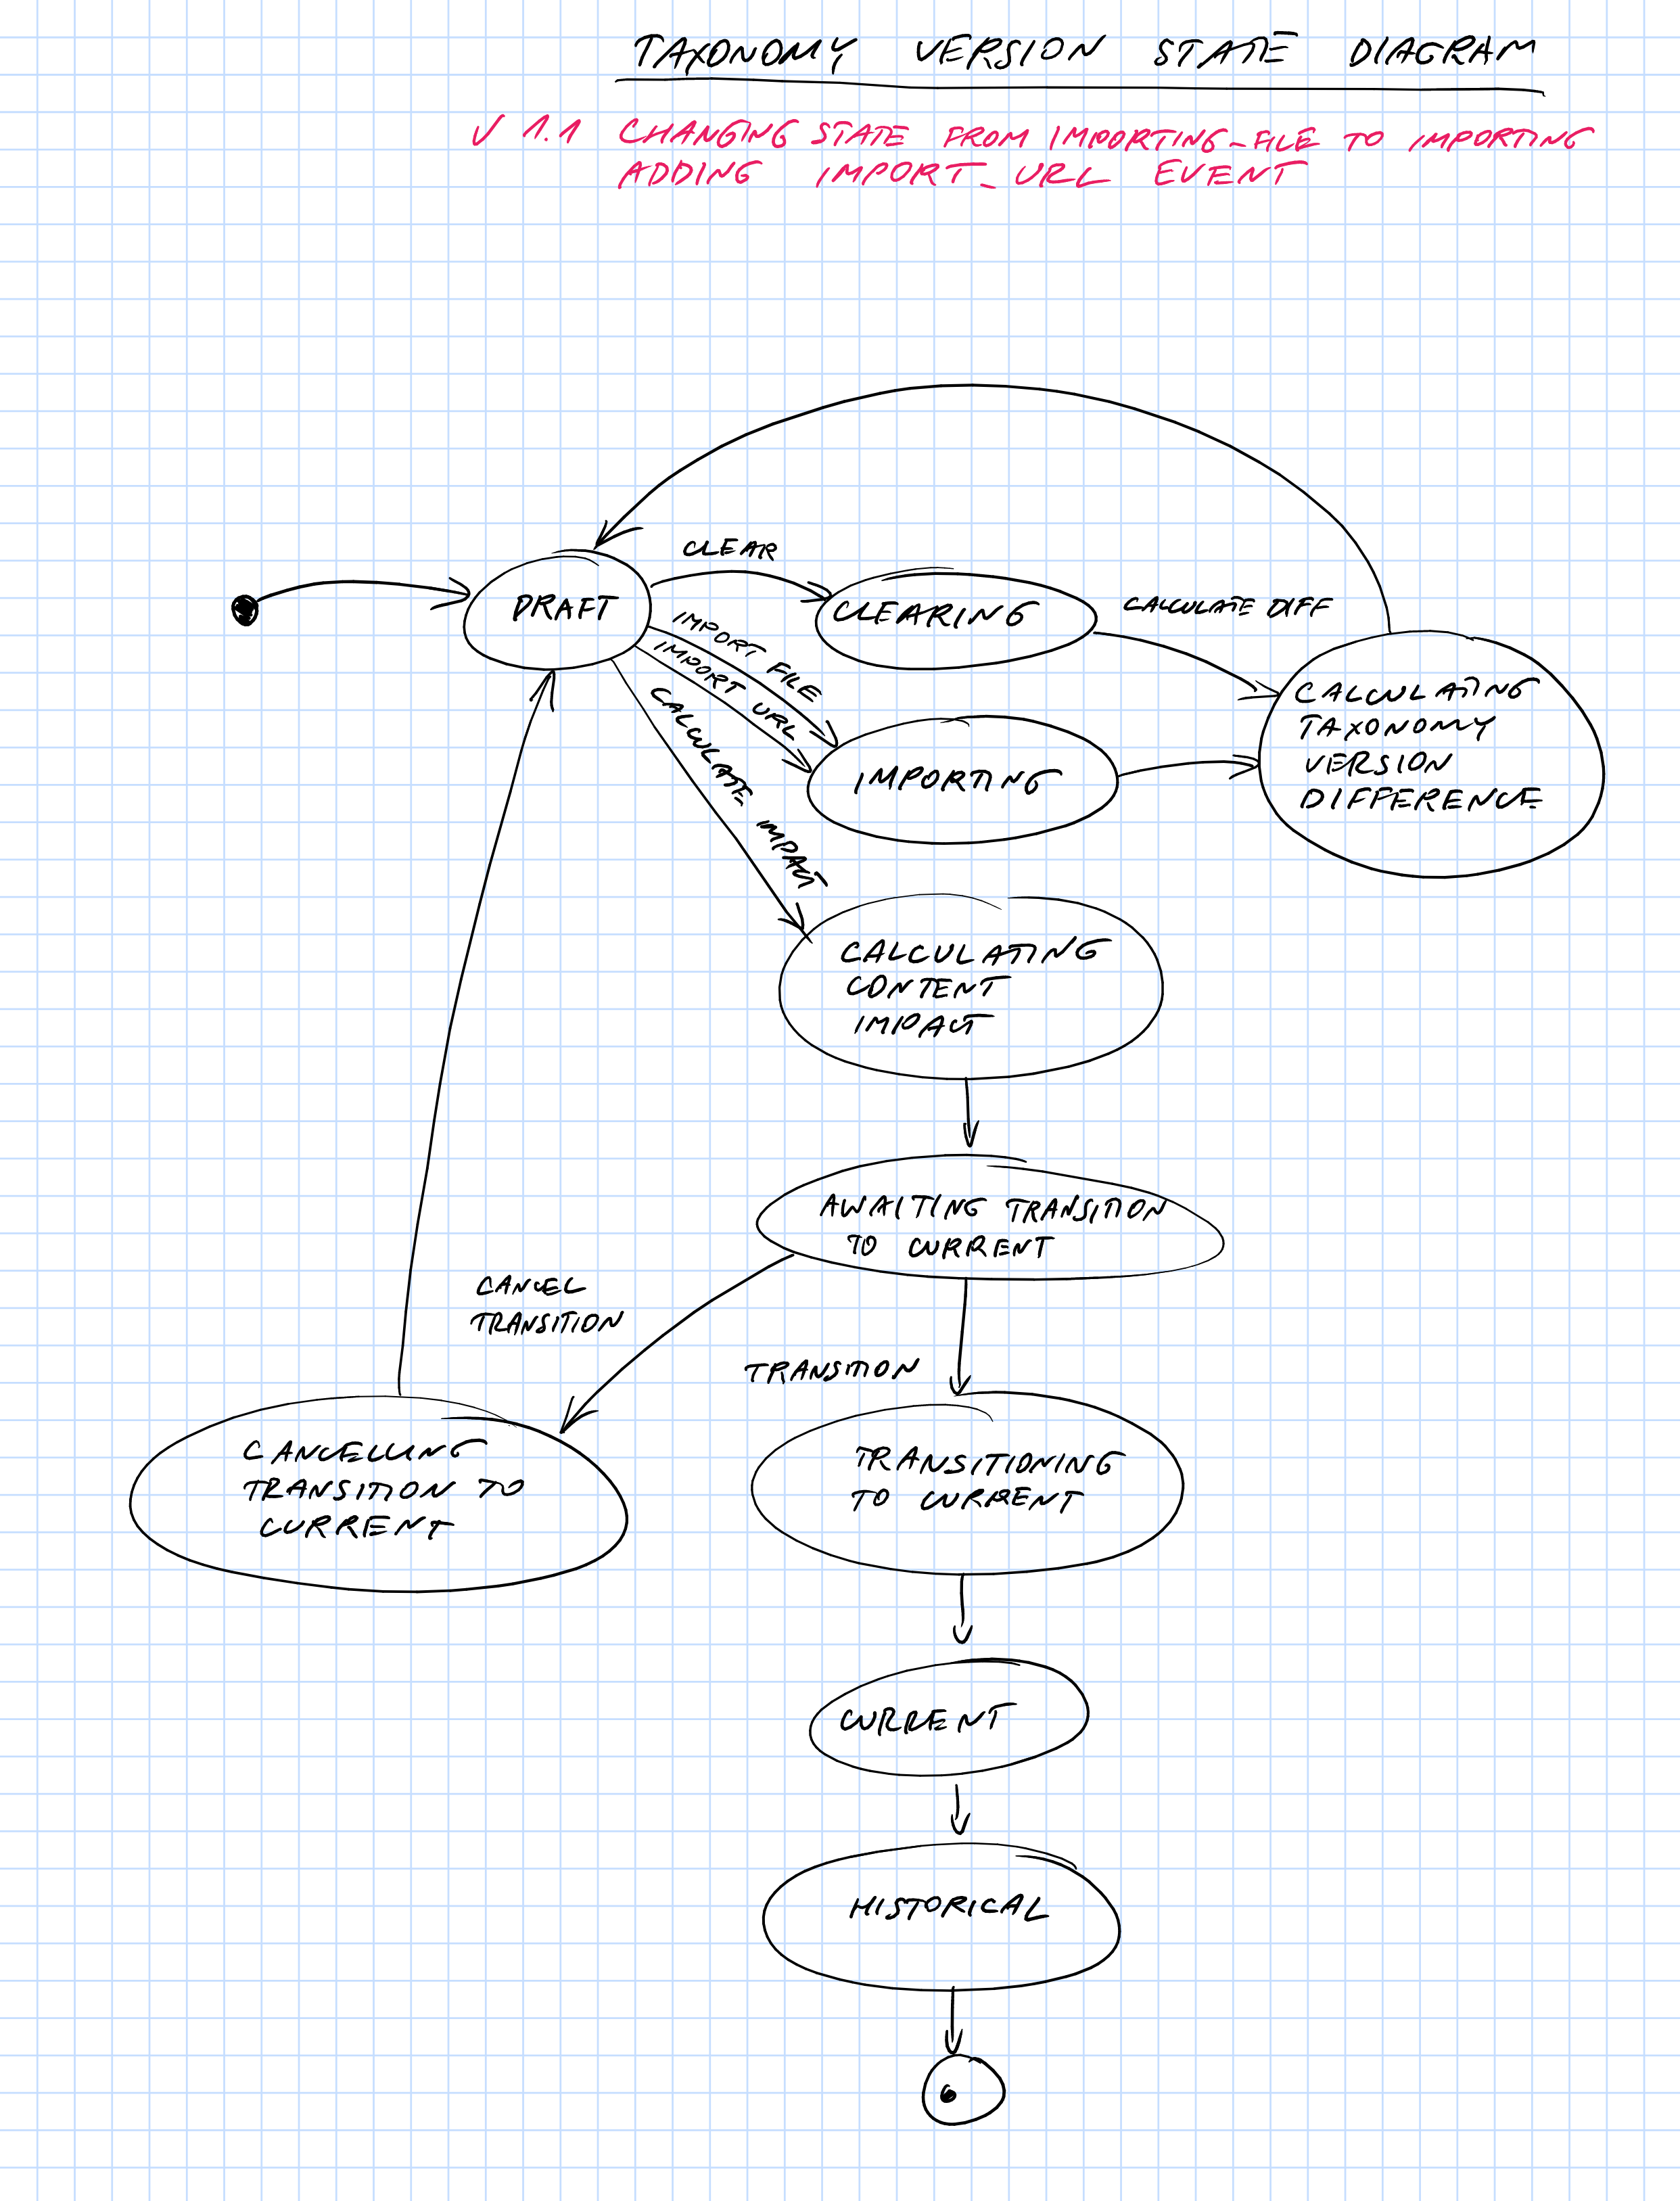 TAXONOMY VERSION STATE DIAGRAM
V 1.1 CHANGING STATE FROM IMPORTING_FILE TO IMPORTING
ADDING IMPORT_URL EVENT
CLEAR
DRAFT
CLEARING
CALCULATE DIFF
IMPORT FILE
IMPORT URL
CALCULATE IMPACT
CALCULATING
TAXONOMY
VERSION
DIFFERENCE
IMPORTING
CALCULATING
CONTENT
IMPACT
AWAITING TRANSITION
TO CURRENT
CANCEL
TRANSITION
TRANSITION
CANCELLING
TRANSITION TO
CURRENT
TRANSITIONING
TO CURRENT
CURRENT
HISTORICAL